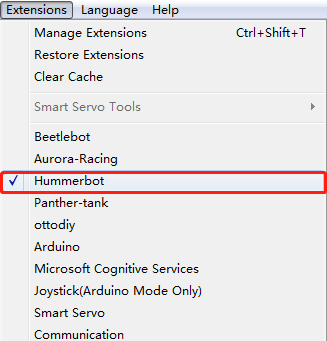 Extensions Language Help
Manage Extensions Ctrl+Shift+T
Restore Extensions
Clear Cache
Smart Servo Tools
Beetlebot
Aurora-Racing
Hummerbot
Panther-tank
ottodiy
Arduino
Microsoft Cognitive Services
Joystick(Arduino Mode Only)
Smart Servo
Communication